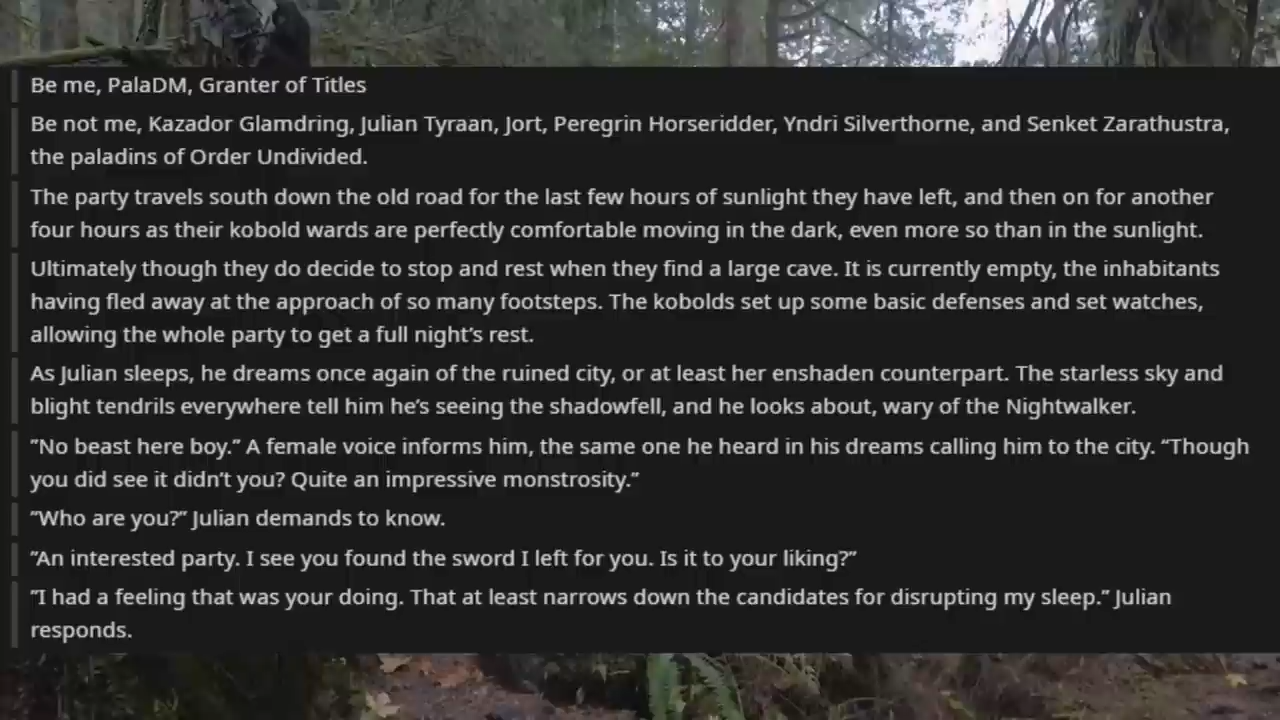 Be me, PalaDM, Granter of Titles
Be not me, Kazador Glamdring, Julian Tyraan, Jort, Peregrin Horseridder, Yndri Silverthorne, and Senket Zarathustra,
the paladins of Order Undivided.
The party travels south down the old road for the last few hours of sunlight they have left, and then on for another
four hours as their kobold wards are perfectly comfortable moving in the dark, even more so than in the sunlight.
Ultimately though they do decide to stop and rest when they find a large cave. It is currently empty, the inhabitants
having fled away at the approach of so many footsteps. The kobolds set up some basic defenses and set watches,
allowing the whole party to get a full night’s rest.
As Julian sleeps, he dreams once again of the ruined city, or at least her enshaden counterpart. The starless sky and
blight tendrils everywhere tell him he’s seeing the shadowfell, and he looks about, wary of the Nightwalker.
”No beast here boy.” A female voice informs him, the same one he heard in his dreams calling him to the city. “Though
you did see it didn’t you? Quite an impressive monstrosity.”
”Who are you?” Julian demands to know.
”An interested party. I see you found the sword I left for you. Is it to your liking?”
”I had a feeling that was your doing. That at least narrows down the candidates for disrupting my sleep.” Julian
responds.